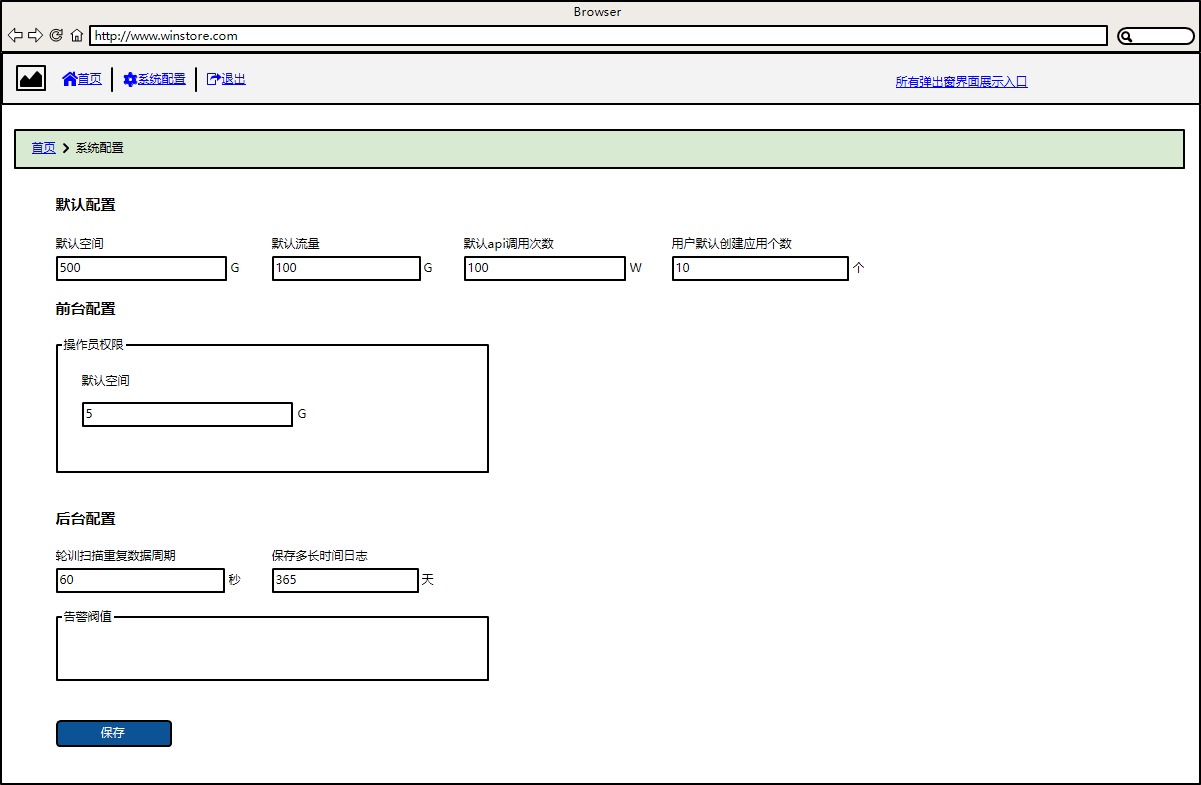 Browser
http://www.winstore.com
首页 系统配置 退出 所有弹出窗界面展示入口
首页 系统配置
默认配置
默认空间 默认流量 默认api调用次数 用户默认创建应用个数
500 G 100 G 100 W 10 个
前台配置
操作员权限
默认空间
5 G
后台配置
轮训扫描重复数据周期 保存多长时间日志
60 秒 365 天
告警阀值
保存